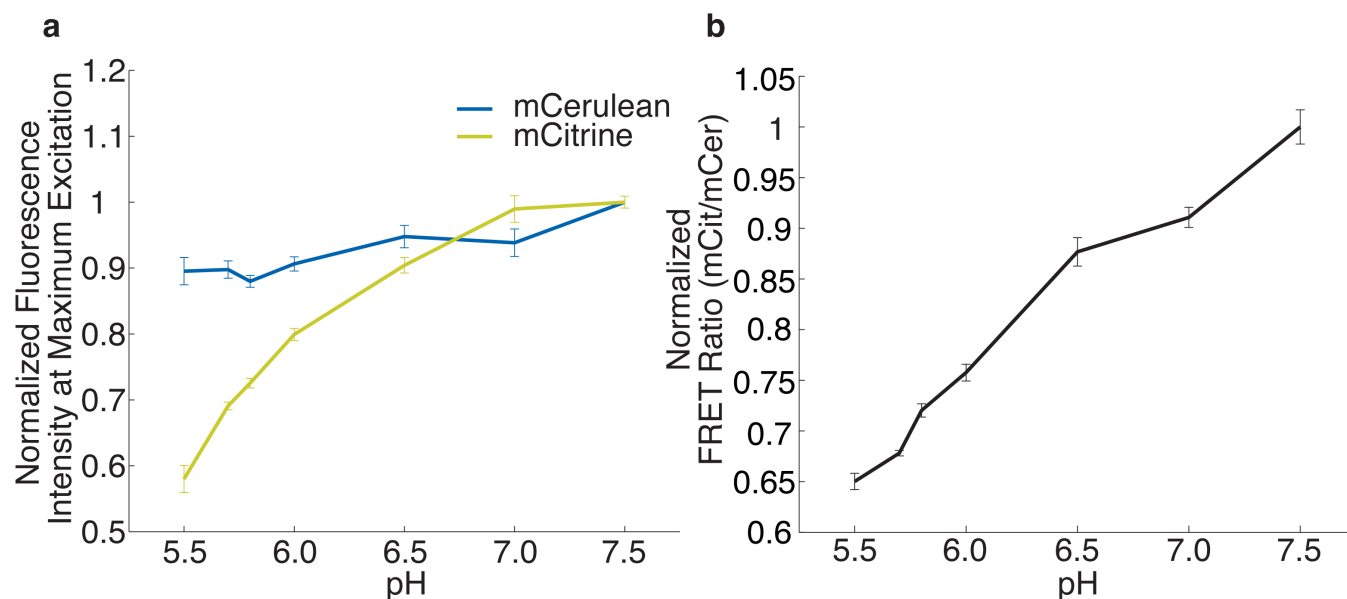 a
Normalized Fluorescence
Intensity at Maximum Excitation
1.2
1.1
1
0.9
0.8
0.7
0.6
0.5
mCerulean
mCitrine
5.5 6.0 6.5 7.0 7.5
pH
b
Normalized
FRET Ratio (mCit/mCer)
1.05
1
0.95
0.9
0.85
0.8
0.75
0.7
0.65
0.6
5.5 6.0 6.5 7.0 7.5
pH